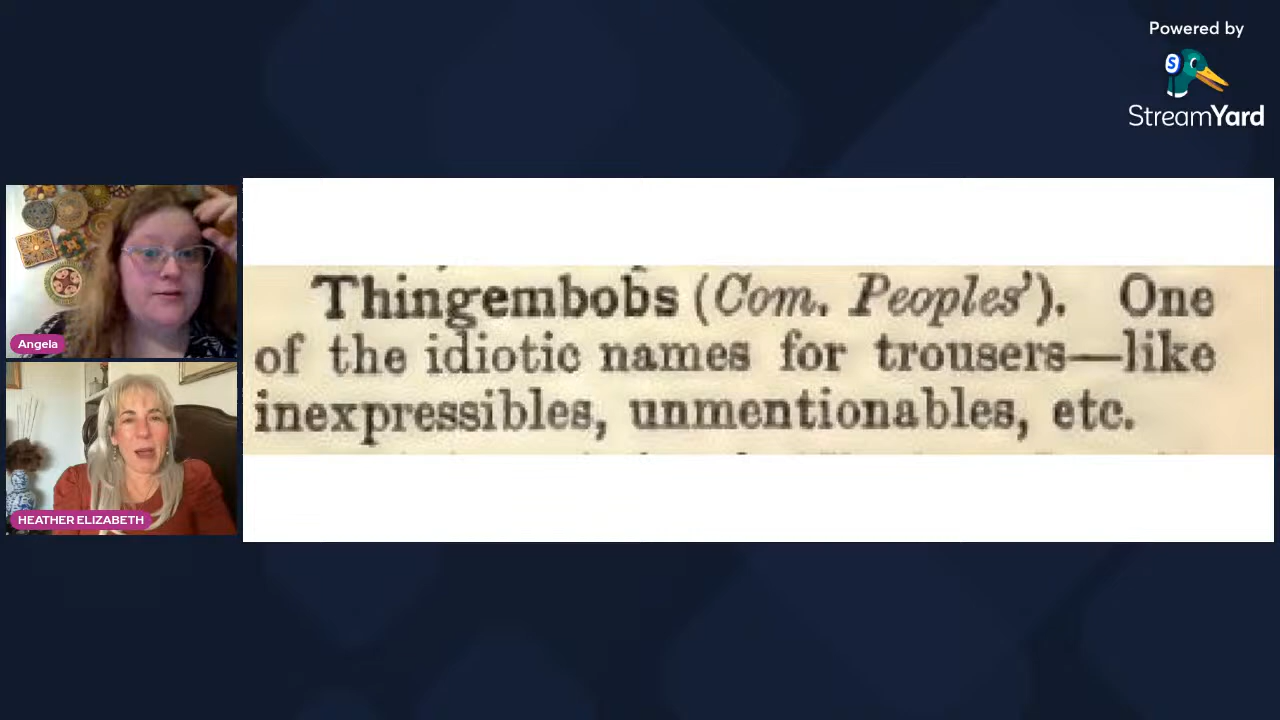 Powered by
S
StreamYard
Angela
HEATHER ELIZABETH
Thingembobs (Com. Peoples'). One
of the idiotic names for trousers—like
inexpressibles, unmentionables, etc.